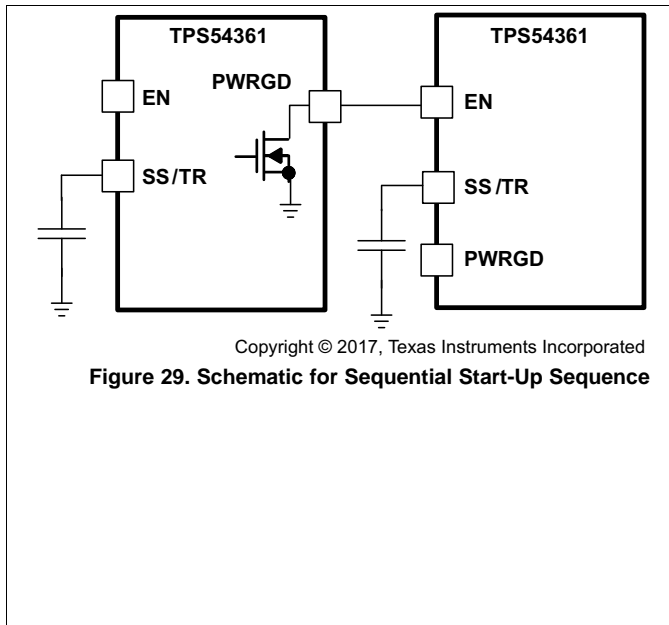 TPS54361
TPS54361
PWRGD
EN
EN
SS/TR
SS/TR
PWRGD
Copyright © 2017, Texas Instruments Incorporated
Figure 29. Schematic for Sequential Start-Up Sequence